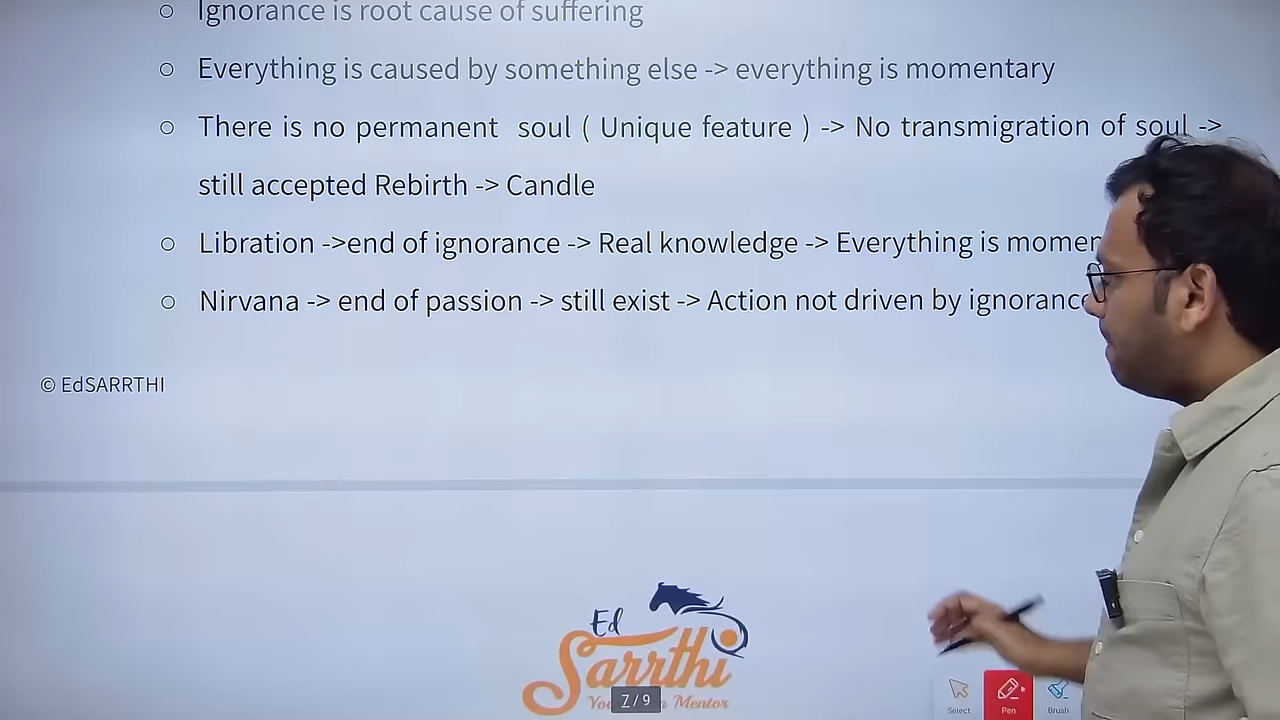 ○ Ignorance is root cause of suffering
○ Everything is caused by something else -> everything is momentary
○ There is no permanent soul ( Unique feature ) -> No transmigration of soul ->
still accepted Rebirth -> Candle
○ Libration ->end of ignorance -> Real knowledge -> Everything is
○ Nirvana -> end of passion -> still exist -> Action not driven by
© EdSARRTHI
Ed
Sarrthi
Mentor
7 / 9
Select Pen Brush